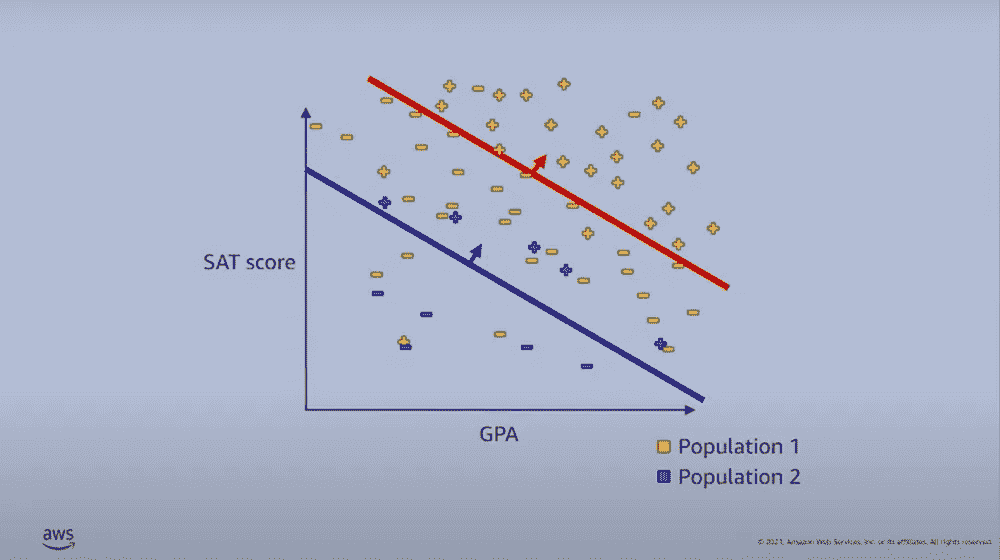 SAT score
GPA
Population 1
Population 2
aws
© 2021, Amazon Web Services, Inc. or its affiliates. All rights reserved.